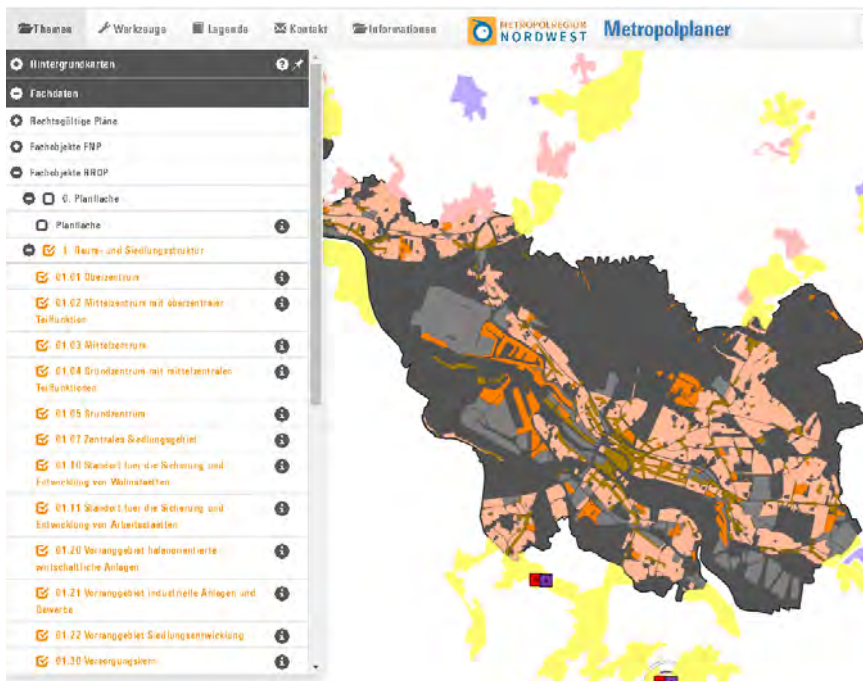 Themen Werkzeuge Legende Kontakt Informationen METROPOLREGION
NORDWEST Metropolplaner
Hintergrundkarten
Fachdaten
Rechtsgültige Pläne
Fachobjekte FNP
Fachobjekte RROP
0. Planfläche
Planfläche
1. Raum- und Siedlungsstruktur
01.01 Oberzentrum
01.02 Mittelzentrum mit oberzentraler
Teilfunktion
01.03 Mittelzentrum
01.04 Grundzentrum mit mittelzentralen
Teilfunktionen
01.05 Grundzentrum
01.07 Zentrales Siedlungsgebiet
01.10 Standort fuer die Sicherung und
Entwicklung von Wohnstaetten
01.11 Standort fuer die Sicherung und
Entwicklung von Arbeitsstaetten
01.20 Vorranggebiet hafenorientierte
wirtschaftliche Anlagen
01.21 Vorranggebiet industrielle Anlagen und
Gewerbe
01.22 Vorranggebiet Siedlungsentwicklung
01.30 Versorgungskern